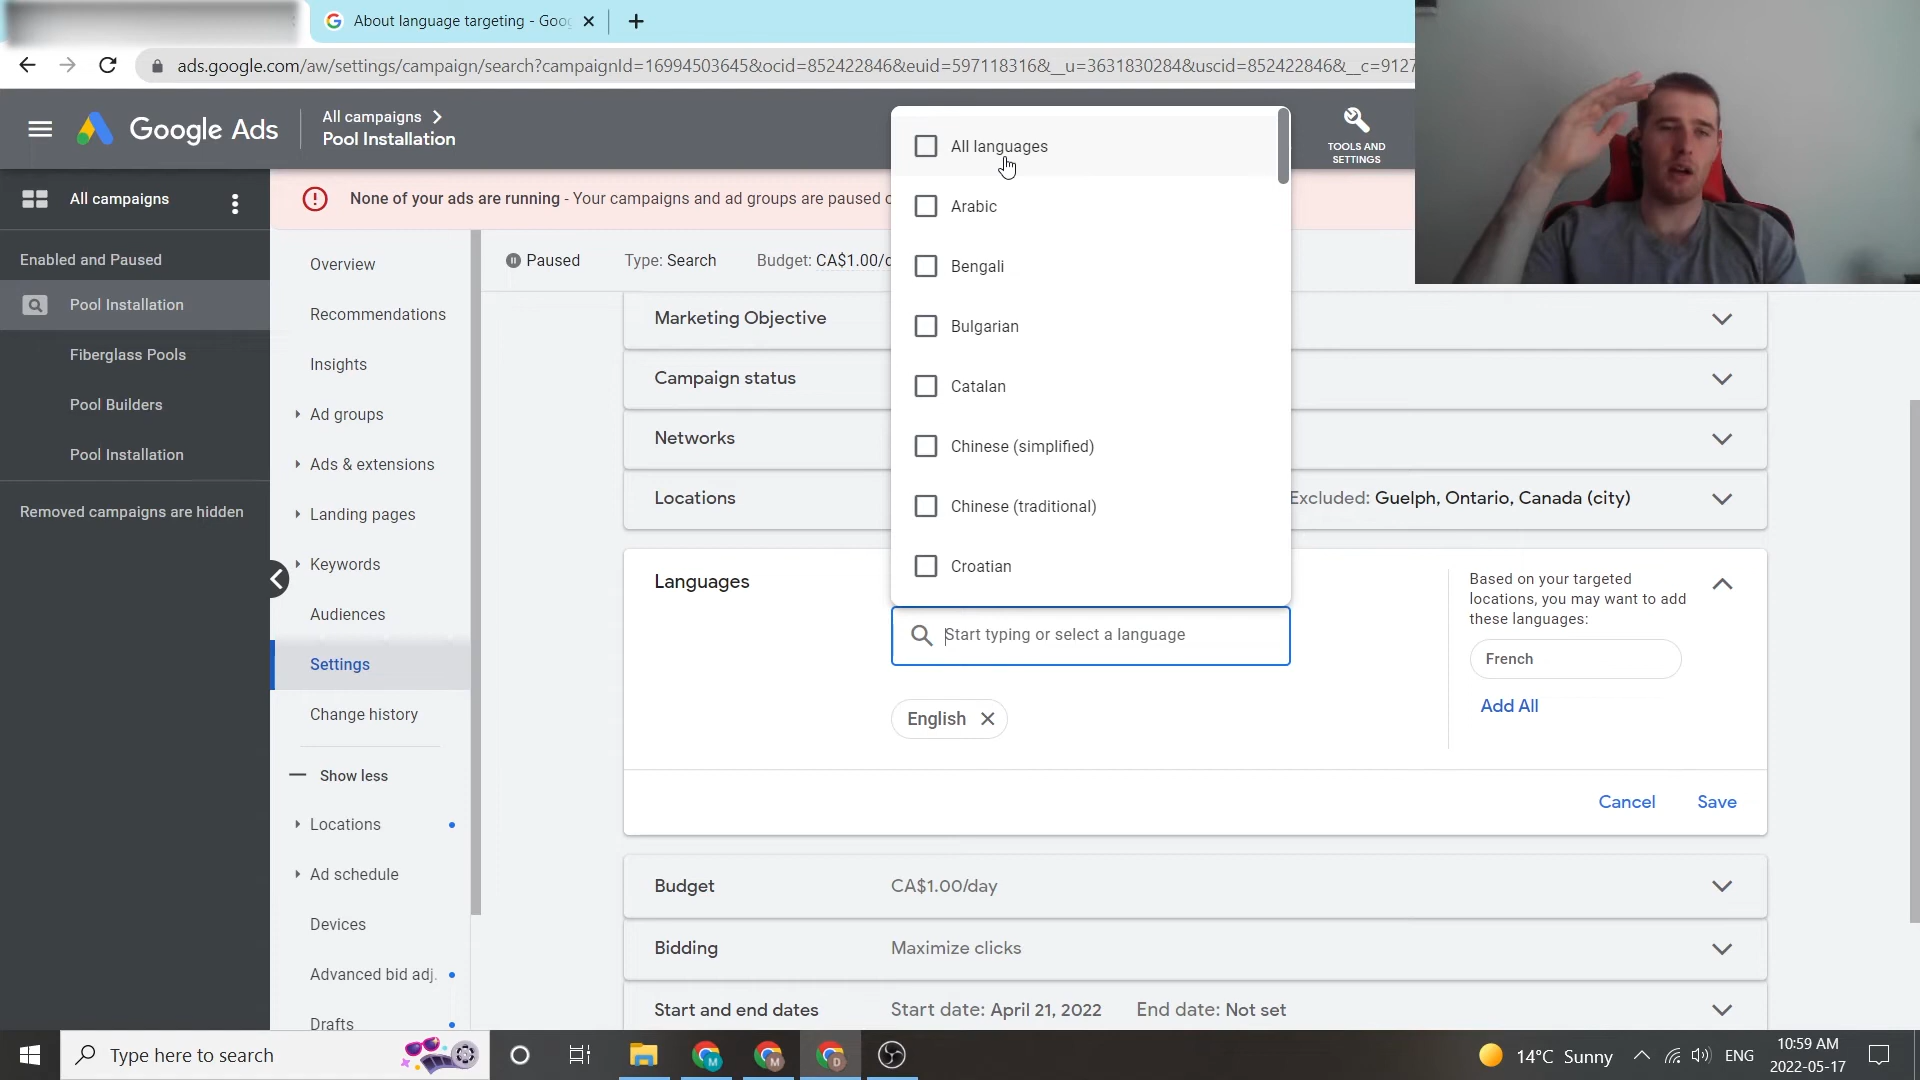 About language targeting - Goog
ads.google.com/aw/settings/campaign/search?campaignId=16994503645&ocid=852422846&euid=597118316&__u=3631830284&uscid=852422846&__c=9127
Google Ads
All campaigns
Pool Installation
TOOLS AND
SETTINGS
All campaigns
None of your ads are running - Your campaigns and ad groups are paused o
Enabled and Paused
Pool Installation
Fiberglass Pools
Pool Builders
Pool Installation
Removed campaigns are hidden
Overview
Recommendations
Insights
Ad groups
Ads & extensions
Landing pages
Keywords
Audiences
Settings
Change history
Show less
Locations
Ad schedule
Devices
Advanced bid adj.
Drafts
Paused
Type: Search
Budget: CA$1.00/d
Marketing Objective
Campaign status
Networks
Locations
Excluded: Guelph, Ontario, Canada (city)
All languages
Arabic
Bengali
Bulgarian
Catalan
Chinese (simplified)
Chinese (traditional)
Croatian
Languages
Start typing or select a language
English
Based on your targeted
locations, you may want to add
these languages:
French
Add All
Cancel
Save
Budget
CA$1.00/day
Bidding
Maximize clicks
Start and end dates
Start date: April 21, 2022
End date: Not set
Type here to search
M
M
D
14°C Sunny
ENG
10:59 AM
2022-05-17